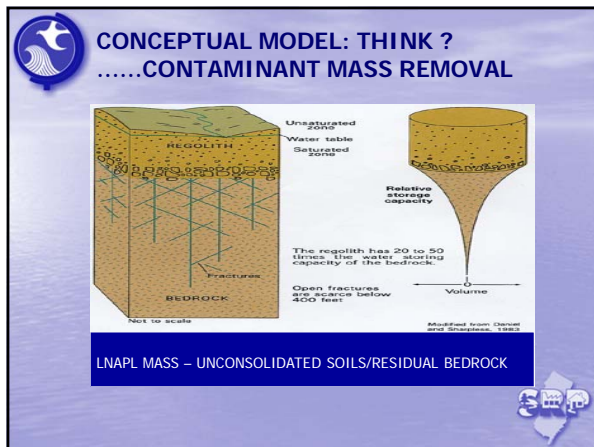 CONCEPTUAL MODEL: THINK ?
......CONTAMINANT MASS REMOVAL
Unsaturated
zone
Water table
REGOLITH
Saturated
zone
Relative
storage
capacity
The regolith has 20 to 50
times the water storing
capacity of the bedrock.
Fractures
Open fractures
are scarce below
400 feet
BEDROCK
0
Volume
Not to scale
Modified from Daniel
and Sharpless, 1983
LNAPL MASS – UNCONSOLIDATED SOILS/RESIDUAL BEDROCK
SRP